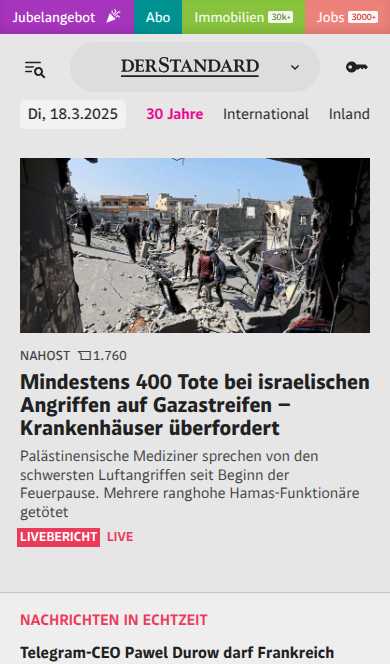 Jubelangebot Abo Immobilien 30k+ Jobs 3000+
DERSTANDARD
Di, 18.3.2025 30 Jahre International Inland
NAHOST 1.760
Mindestens 400 Tote bei israelischen
Angriffen auf Gazastreifen –
Krankenhäuser überfordert
Palästinensische Mediziner sprechen von den
schwersten Luftangriffen seit Beginn der
Feuerpause. Mehrere ranghohe Hamas-Funktionäre
getötet
LIVEBERICHT LIVE
NACHRICHTEN IN ECHTZEIT
Telegram-CEO Pawel Durow darf Frankreich